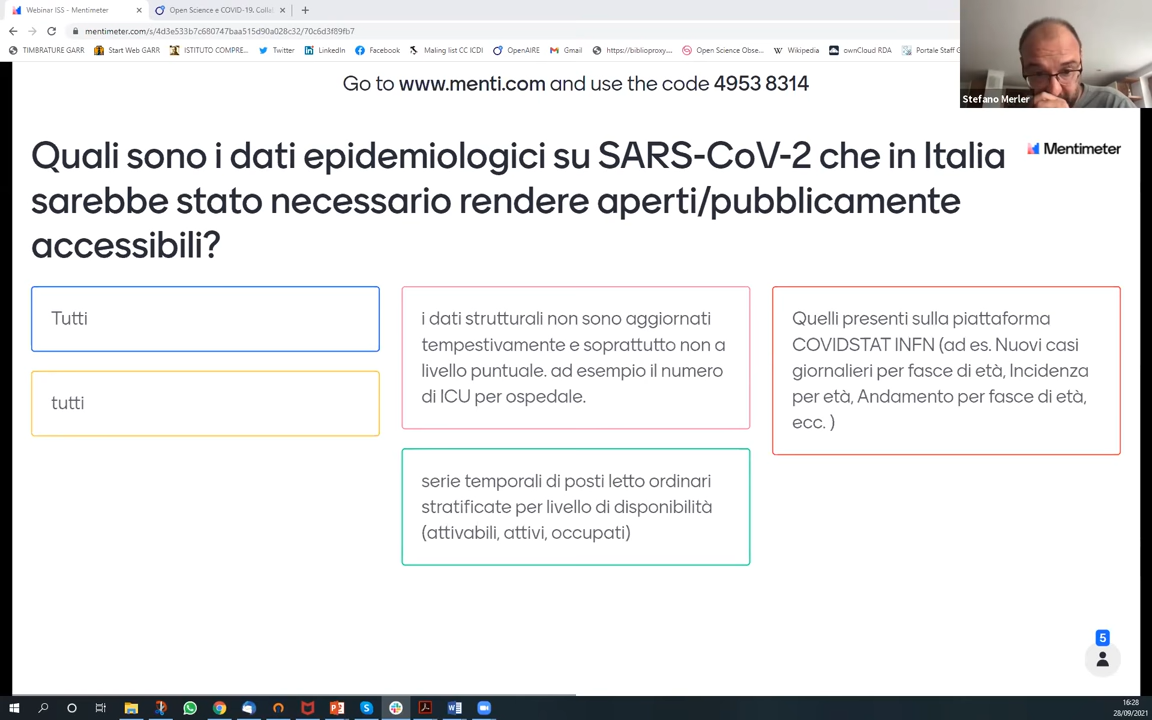 Webinar ISS - Mentimeter
Open Science e COVID-19. Colla
mentimeter.com/s/4d3e533b7c680747baa515d90a028c32/70c6d3f89fb7
TIMBRATURE GARR
Start Web GARR
ISTITUTO COMPRE...
Twitter
LinkedIn
Facebook
Maling list CC ICDI
OpenAIRE
Gmail
https://biblioproxy....
Open Science Obse...
Wikipedia
ownCloud RDA
Portale Staff G
Stefano Merler
Go to www.menti.com and use the code 4953 8314
Mentimeter
Quali sono i dati epidemiologici su SARS-CoV-2 che in Italia
sarebbe stato necessario rendere aperti/pubblicamente
accessibili?
Tutti
tutti
i dati strutturali non sono aggiornati
tempestivamente e soprattutto non a
livello puntuale. ad esempio il numero
di ICU per ospedale.
serie temporali di posti letto ordinari
stratificate per livello di disponibilità
(attivabili, attivi, occupati)
Quelli presenti sulla piattaforma
COVIDSTAT INFN (ad es. Nuovi casi
giornalieri per fasce di età, Incidenza
per età, Andamento per fasce di età,
ecc. )
5
16:28
28/09/2021